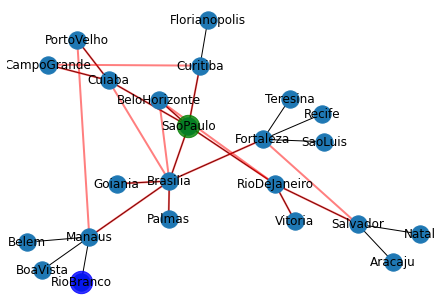 Florianopolis
PortoVelho
CampoGrande
Curitiba
Cuiaba
BeloHorizonte
Teresina
Recife
SaoPaulo
Fortaleza
SaoLuis
Goiania
Brasilia
RioDeJaneiro
Palmas
Vitoria
Salvador
Natal
Belem
Manaus
BoaVista
Aracaju
RioBranco